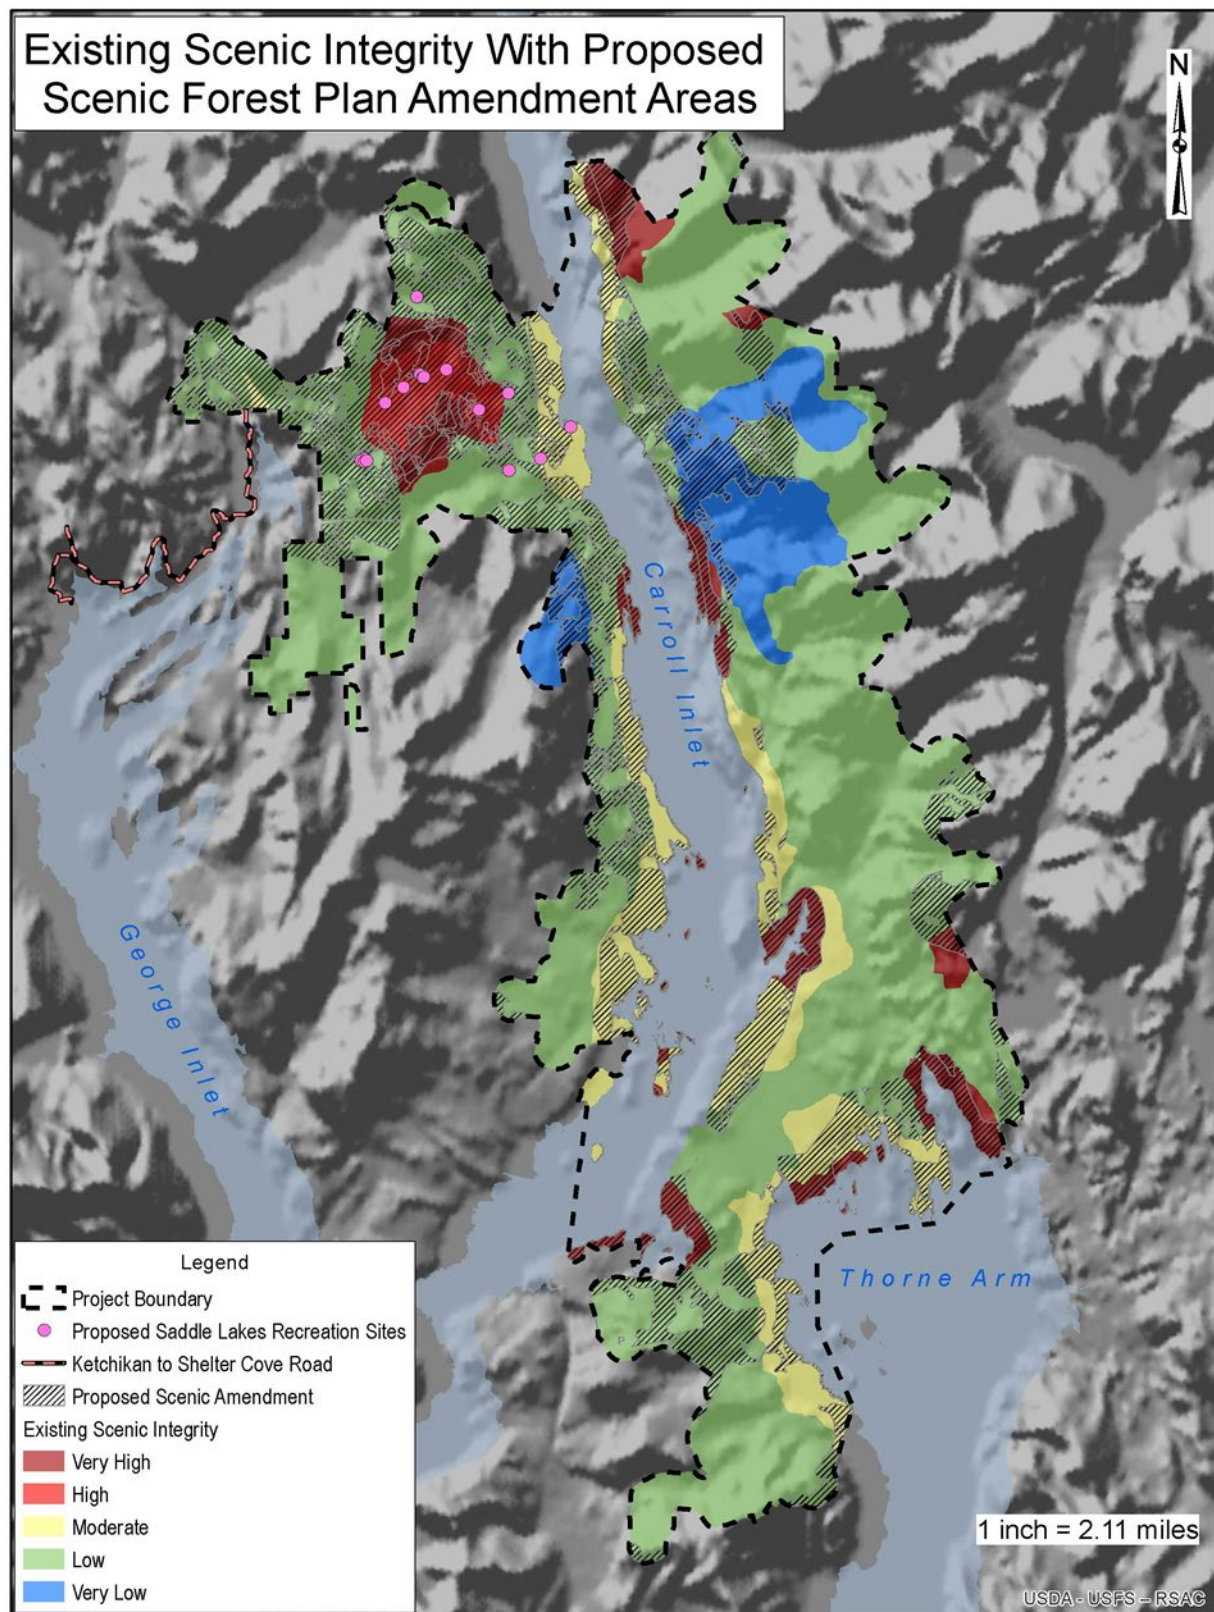 Existing Scenic Integrity With Proposed
Scenic Forest Plan Amendment Areas
N
Carroll Inlet
George Inlet
Thorne Arm
Legend
Project Boundary
Proposed Saddle Lakes Recreation Sites
Ketchikan to Shelter Cove Road
Proposed Scenic Amendment
Existing Scenic Integrity
Very High
High
Moderate
Low
Very Low
1 inch = 2.11 miles
USDA - USFS – RSAC